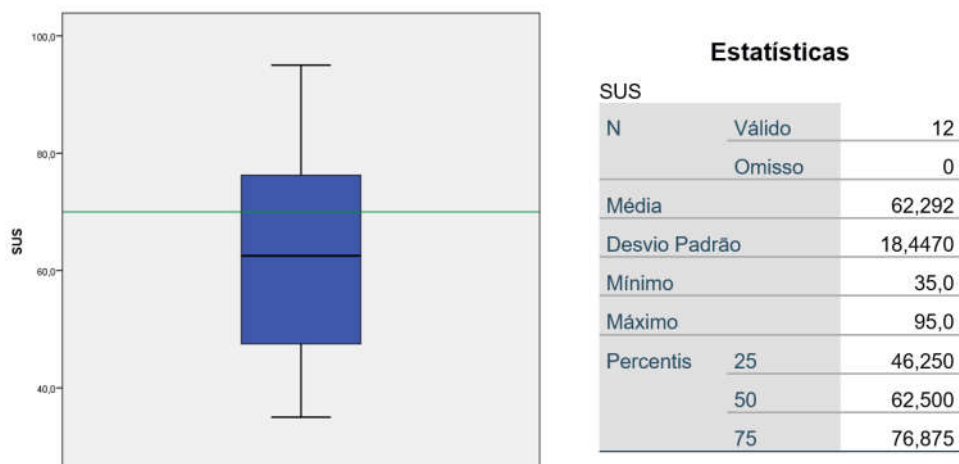 100,0
80,0
60,0
40,0
SUS
Estatísticas
SUS
N Válido 12
Omisso 0
Média 62,292
Desvio Padrão 18,4470
Mínimo 35,0
Máximo 95,0
Percentis 25 46,250
50 62,500
75 76,875